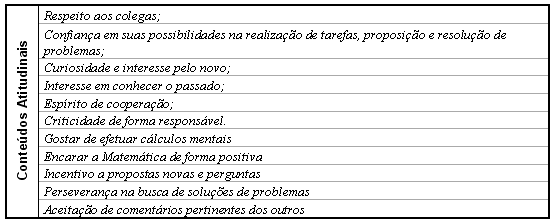 Conteúdos Atitudinais
Respeito aos colegas;
Confiança em suas possibilidades na realização de tarefas, proposição e resolução de
problemas;
Curiosidade e interesse pelo novo;
Interesse em conhecer o passado;
Espírito de cooperação;
Criticidade de forma responsável.
Gostar de efetuar cálculos mentais
Encarar a Matemática de forma positiva
Incentivo a propostas novas e perguntas
Perseverança na busca de soluções de problemas
Aceitação de comentários pertinentes dos outros